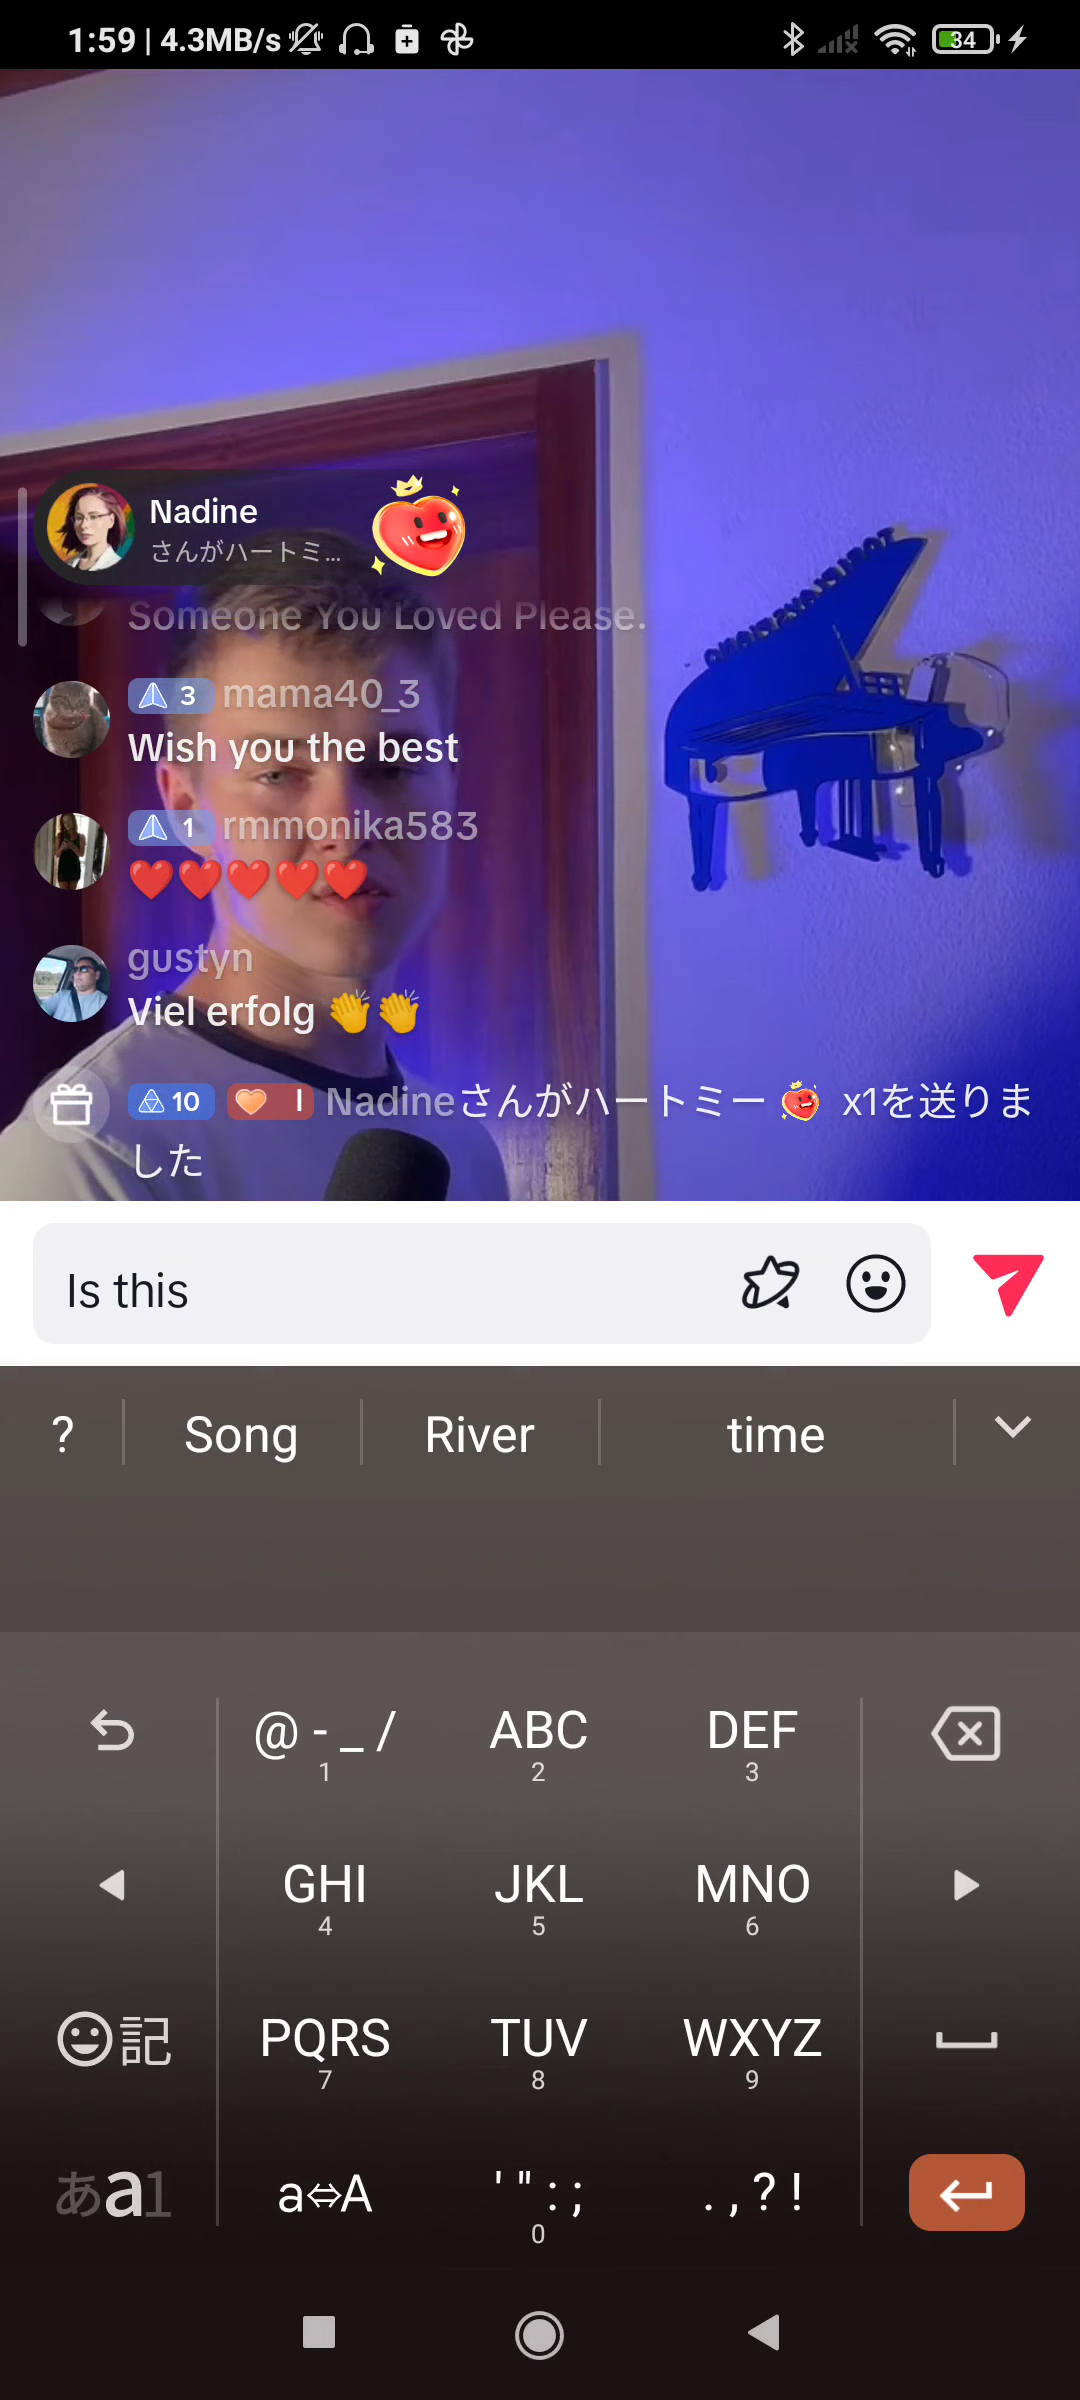 1:59 | 4.3MB/s
34
Nadine
さんがハートミ...
Someone You Loved Please.
3 mama40_3
Wish you the best
1 rmmonika583
❤️❤️❤️❤️❤️
gustyn
Viel erfolg 👏👏
10 I Nadineさんがハートミー x1を送りま
した
Is this
? Song River time
@ - _ / ABC DEF
1 2 3
GHI JKL MNO
4 5 6
記 PQRS TUV WXYZ
7 8 9
あa1 a⇔A ' " : ; . , ? !
0